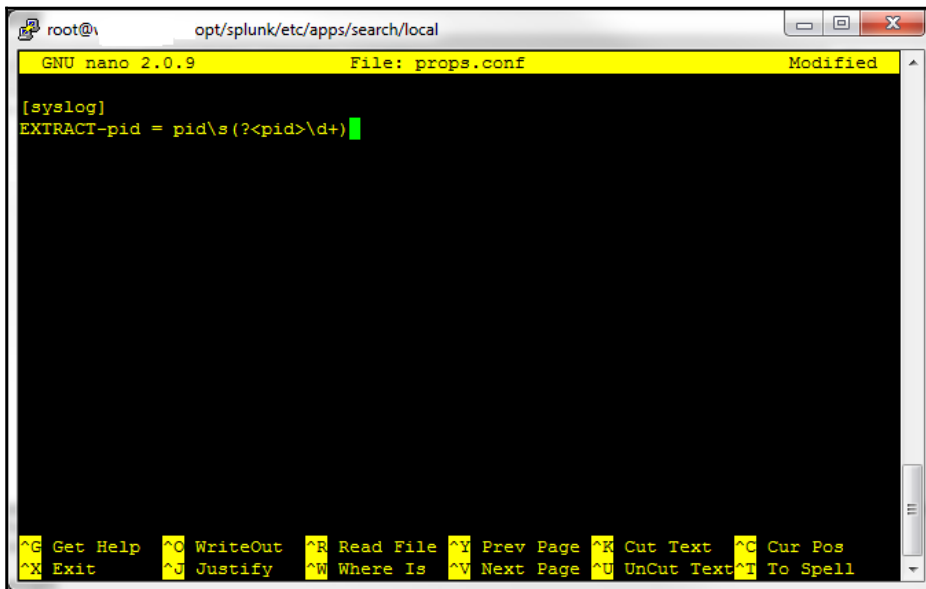 root@ opt/splunk/etc/apps/search/local
GNU nano 2.0.9 File: props.conf Modified
[syslog]
EXTRACT-pid = pid\s(?<pid>\d+)
^G Get Help ^O WriteOut ^R Read File ^Y Prev Page ^K Cut Text ^C Cur Pos
^X Exit ^J Justify ^W Where Is ^V Next Page ^U UnCut Text ^T To Spell